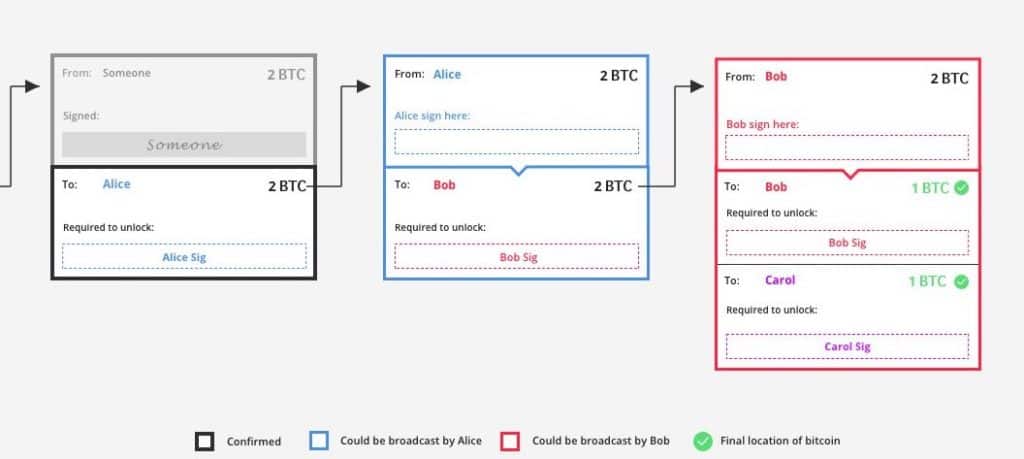 From: Someone 2 BTC
Signed:
Someone
To: Alice 2 BTC
Required to unlock:
Alice Sig
From: Alice 2 BTC
Alice sign here:
To: Bob 2 BTC
Required to unlock:
Bob Sig
From: Bob 2 BTC
Bob sign here:
To: Bob 1 BTC
Required to unlock:
Bob Sig
To: Carol 1 BTC
Required to unlock:
Carol Sig
Confirmed
Could be broadcast by Alice
Could be broadcast by Bob
Final location of bitcoin